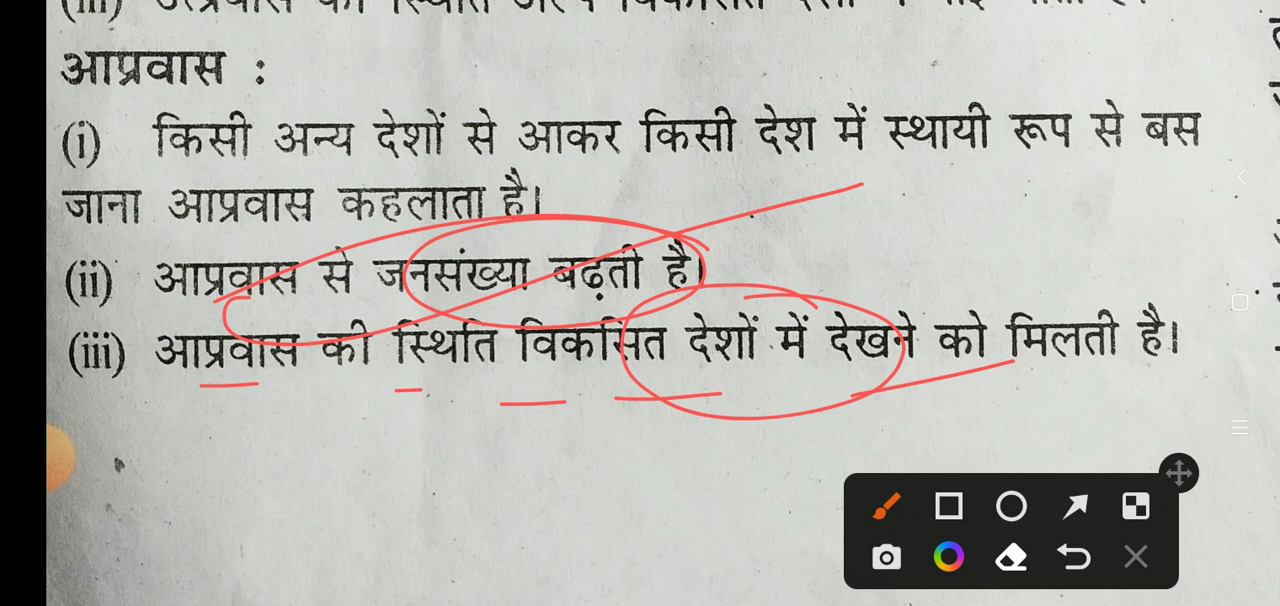 आप्रवास :
(i) किसी अन्य देशों से आकर किसी देश में स्थायी रूप से बस
जाना आप्रवास कहलाता है।
(ii) आप्रवास से जनसंख्या बढ़ती है।
(iii) आप्रवास की स्थिति विकसित देशों में देखने को मिलती है।